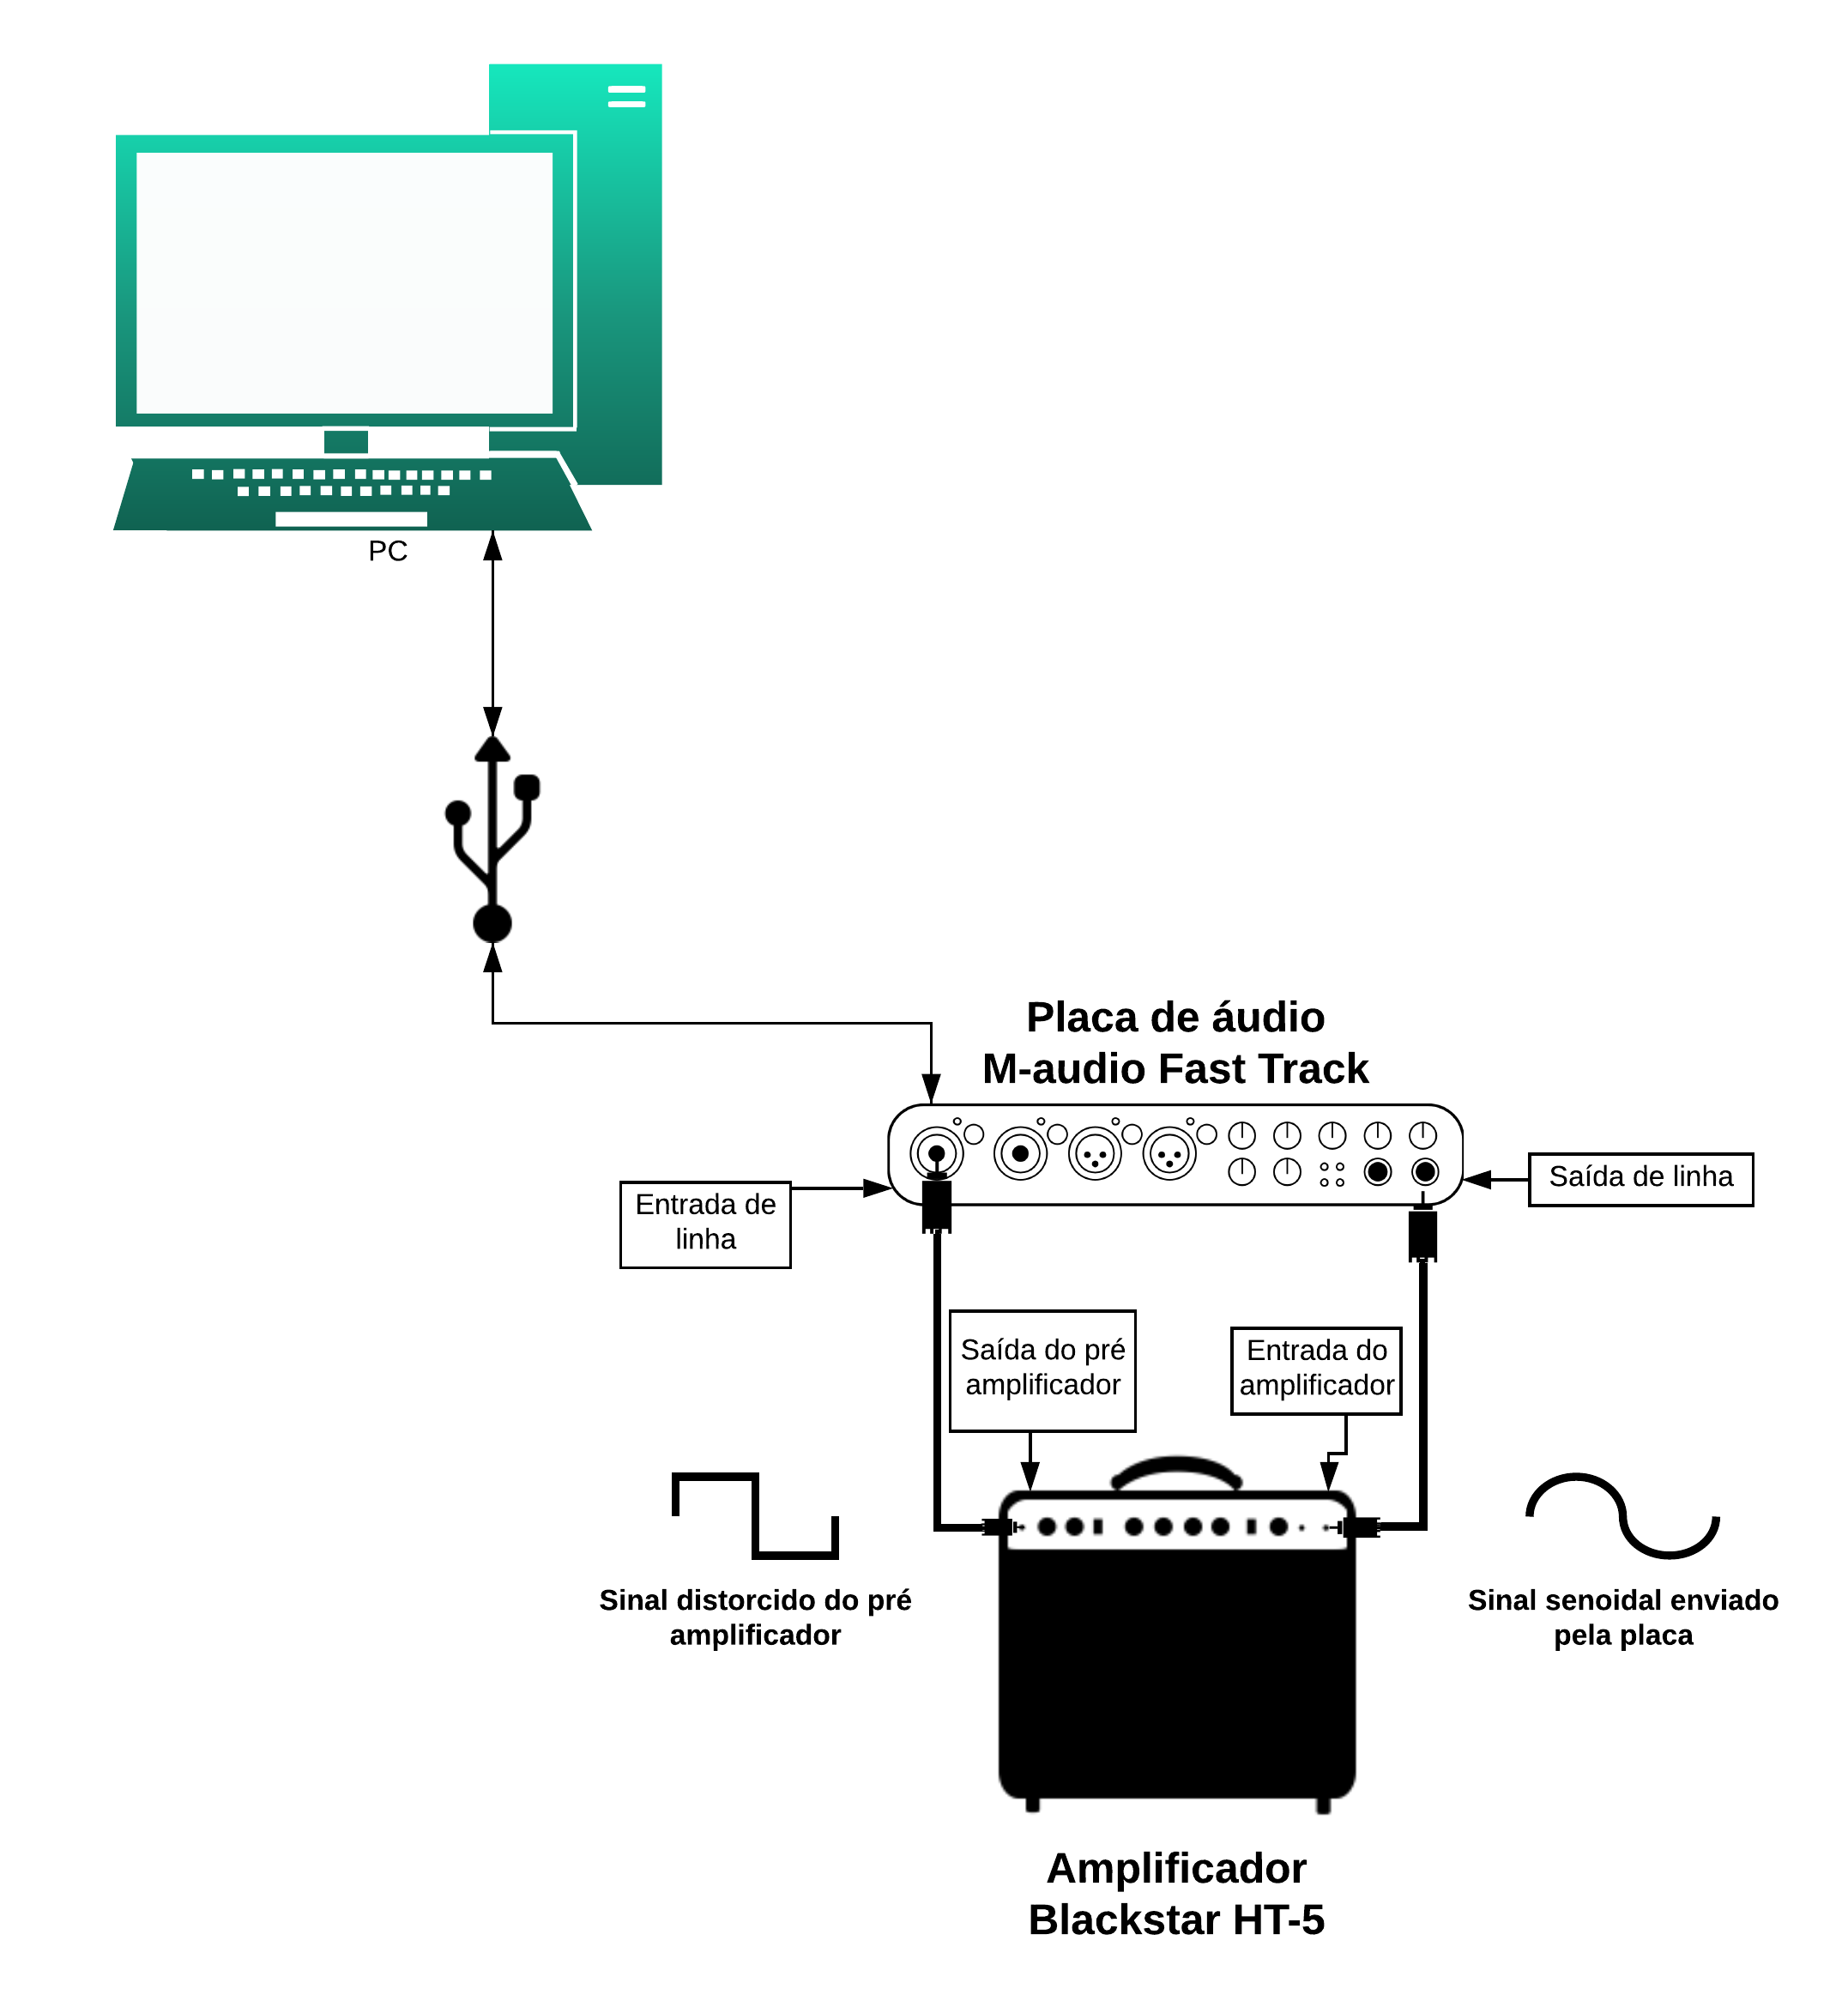 PC
Placa de áudio
M-audio Fast Track
Entrada de
linha
Saída de linha
Saída do pré
amplificador
Entrada do
amplificador
Sinal distorcido do pré
amplificador
Sinal senoidal enviado
pela placa
Amplificador
Blackstar HT-5